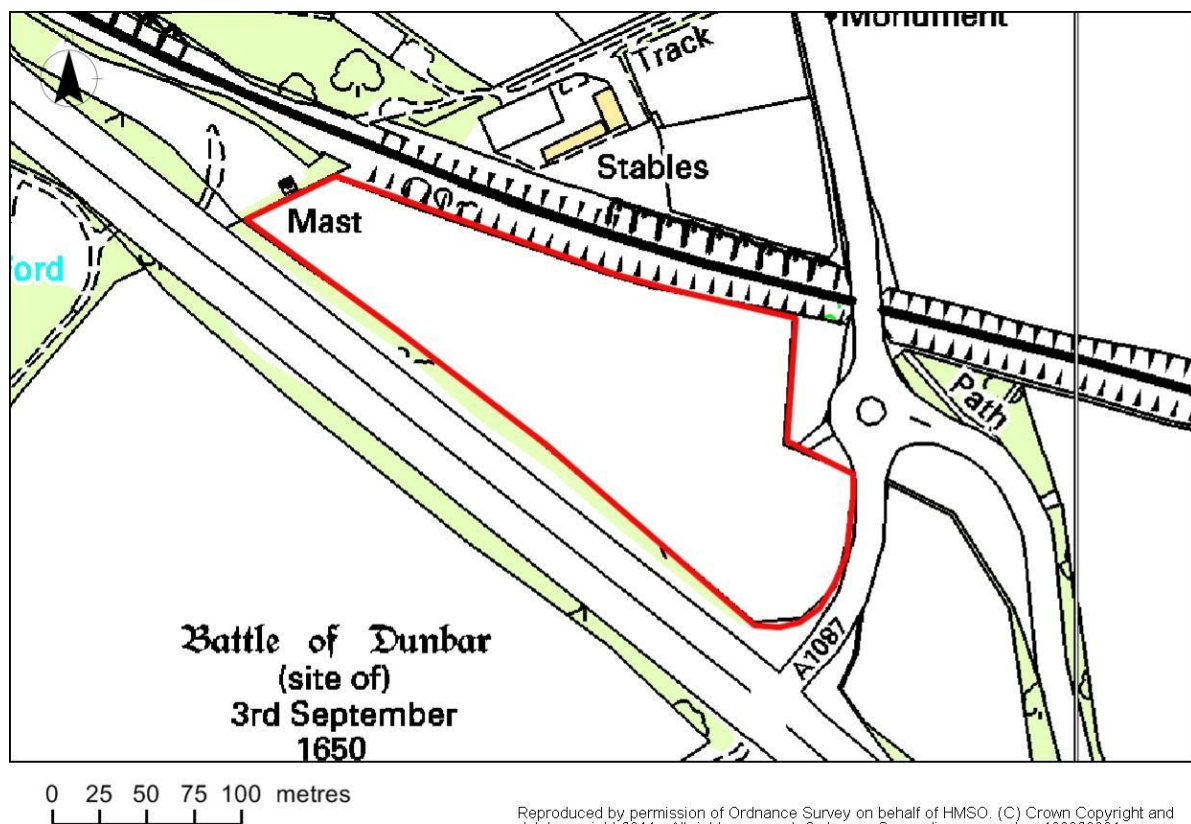 Monument
Track
Stables
Mast
ford
Path
A1087
Battle of Dunbar
(site of)
3rd September
1650
0 25 50 75 100 metres
Reproduced by permission of Ordnance Survey on behalf of HMSO. (C) Crown Copyright and